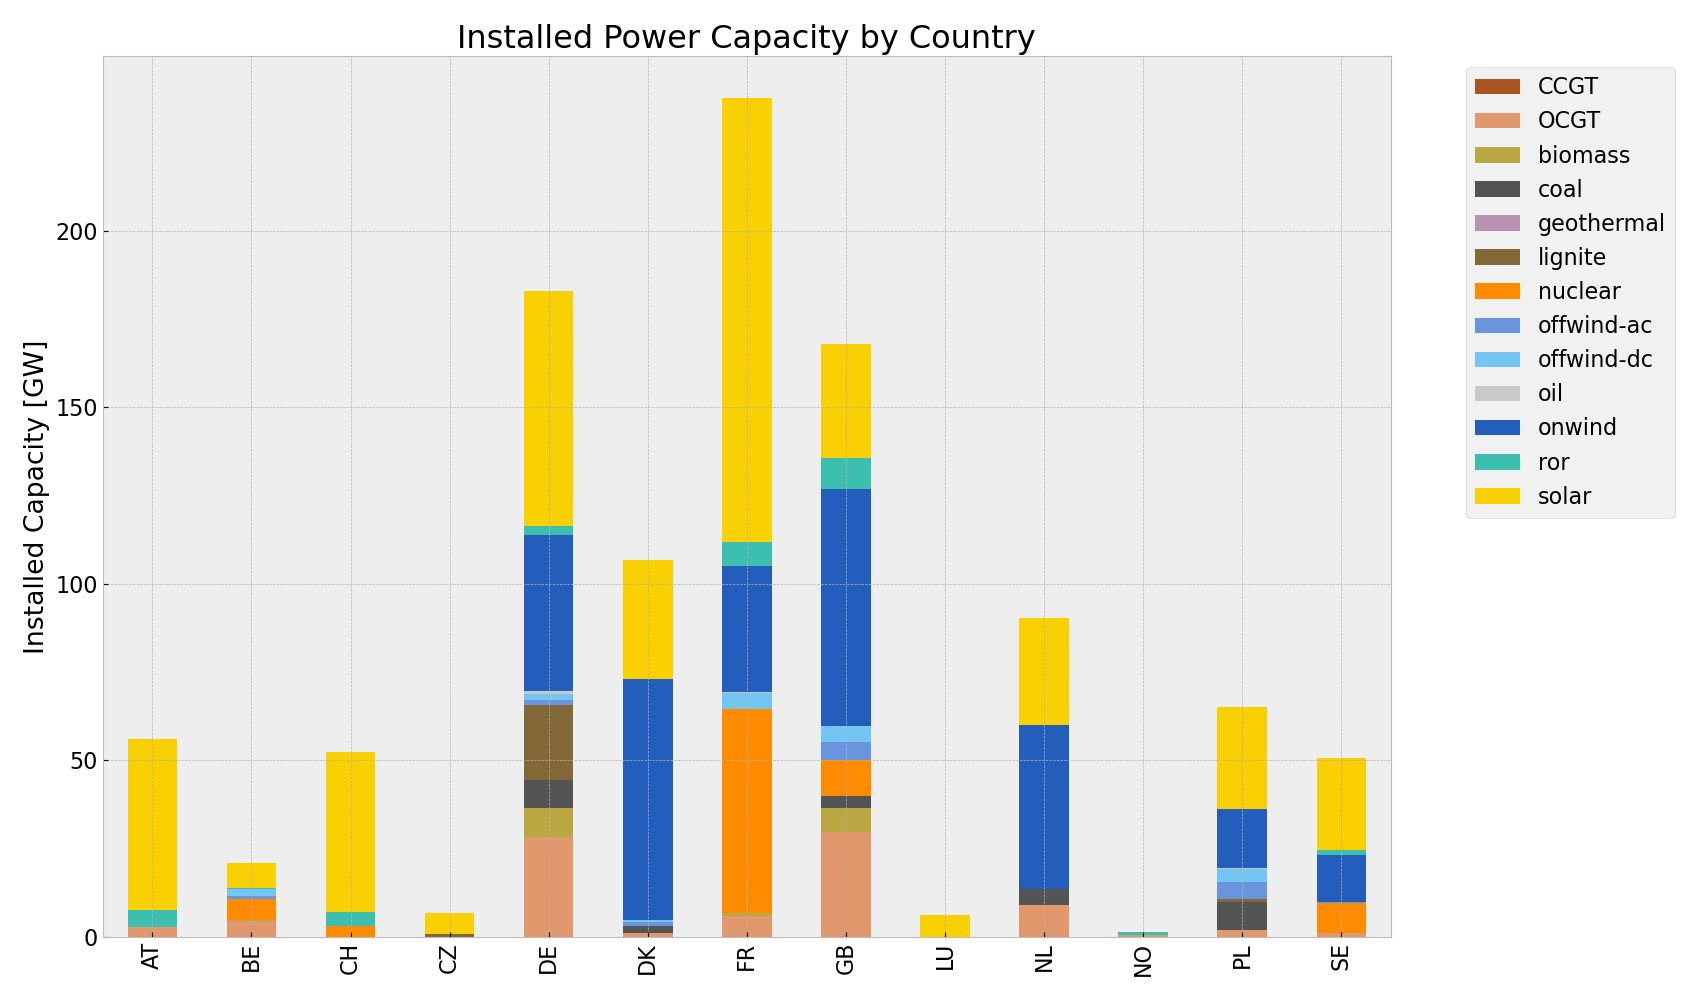 Installed Power Capacity by Country
Installed Capacity [GW]
200
150
100
50
0
AT
BE
CH
CZ
DE
DK
FR
GB
LU
NL
NO
PL
SE
CCGT
OCGT
biomass
coal
geothermal
lignite
nuclear
offwind-ac
offwind-dc
oil
onwind
ror
solar